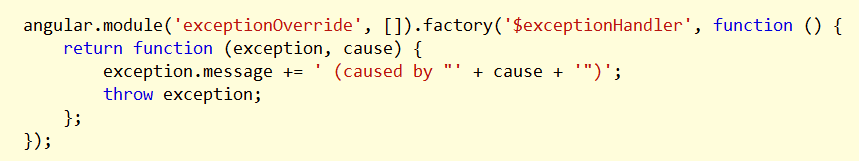 angular.module('exceptionOverride', []).factory('$exceptionHandler', function () {
    return function (exception, cause) {
        exception.message += ' (caused by "' + cause + '")';
        throw exception;
    };
});